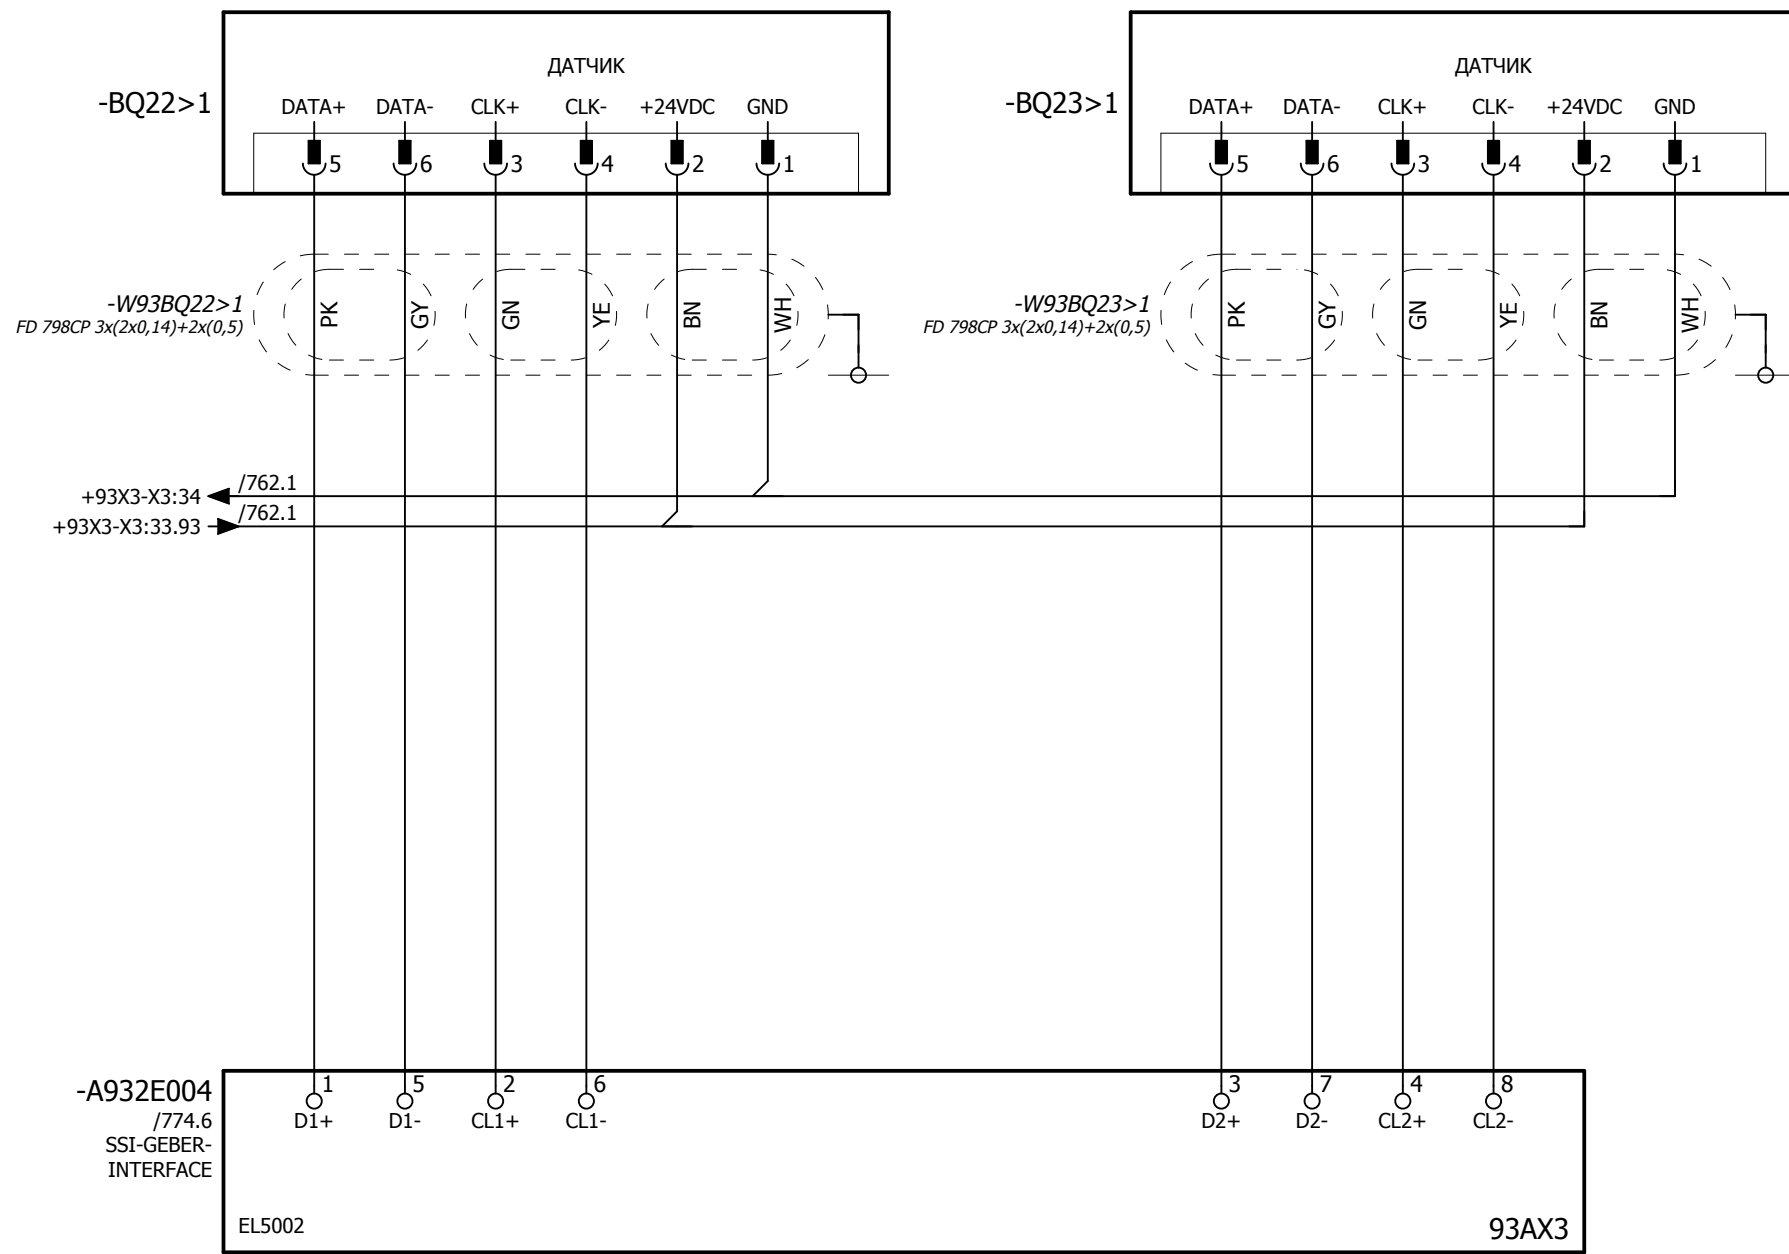 ДАТЧИК ДАТЧИК
-BQ22>1 DATA+ DATA- CLK+ CLK- +24VDC GND -BQ23>1 DATA+ DATA- CLK+ CLK- +24VDC GND
5 6 3 4 2 1 5 6 3 4 2 1
-W93BQ22>1 PK GY GN YE BN WH -W93BQ23>1 PK GY GN YE BN WH
FD 798CP 3x(2x0,14)+2x(0,5) FD 798CP 3x(2x0,14)+2x(0,5)
+93X3-X3:34 /762.1
+93X3-X3:33.93 /762.1
-A932E004 1 5 2 6 3 7 4 8
/774.6 D1+ D1- CL1+ CL1- D2+ D2- CL2+ CL2-
SSI-GEBER-
INTERFACE
EL5002 93AX3